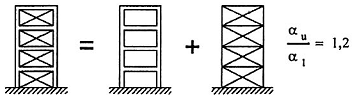 = + αu/α1 = 1,2